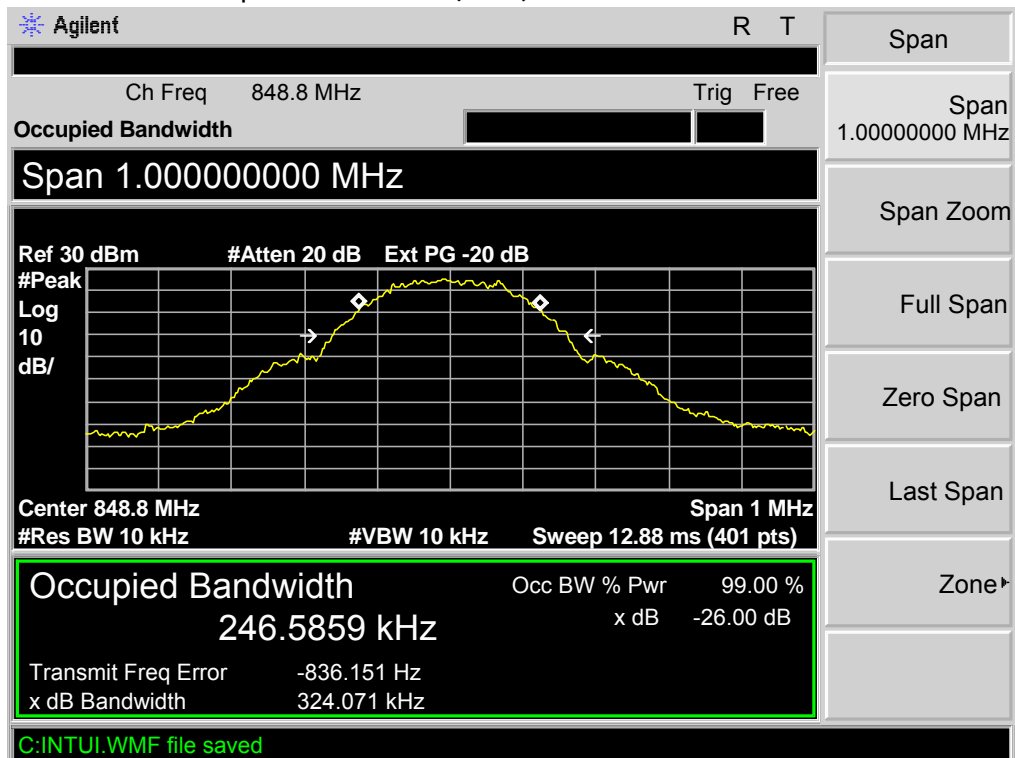 Agilent R T
Ch Freq 848.8 MHz Trig Free
Occupied Bandwidth
Span 1.000000000 MHz
Ref 30 dBm #Atten 20 dB Ext PG -20 dB
#Peak
Log
10
dB/
Center 848.8 MHz Span 1 MHz
#Res BW 10 kHz #VBW 10 kHz Sweep 12.88 ms (401 pts)
Occupied Bandwidth Occ BW % Pwr 99.00 %
246.5859 kHz x dB -26.00 dB
Transmit Freq Error -836.151 Hz
x dB Bandwidth 324.071 kHz
C:INTUI.WMF file saved
Span
Span
1.00000000 MHz
Span Zoom
Full Span
Zero Span
Last Span
Zone